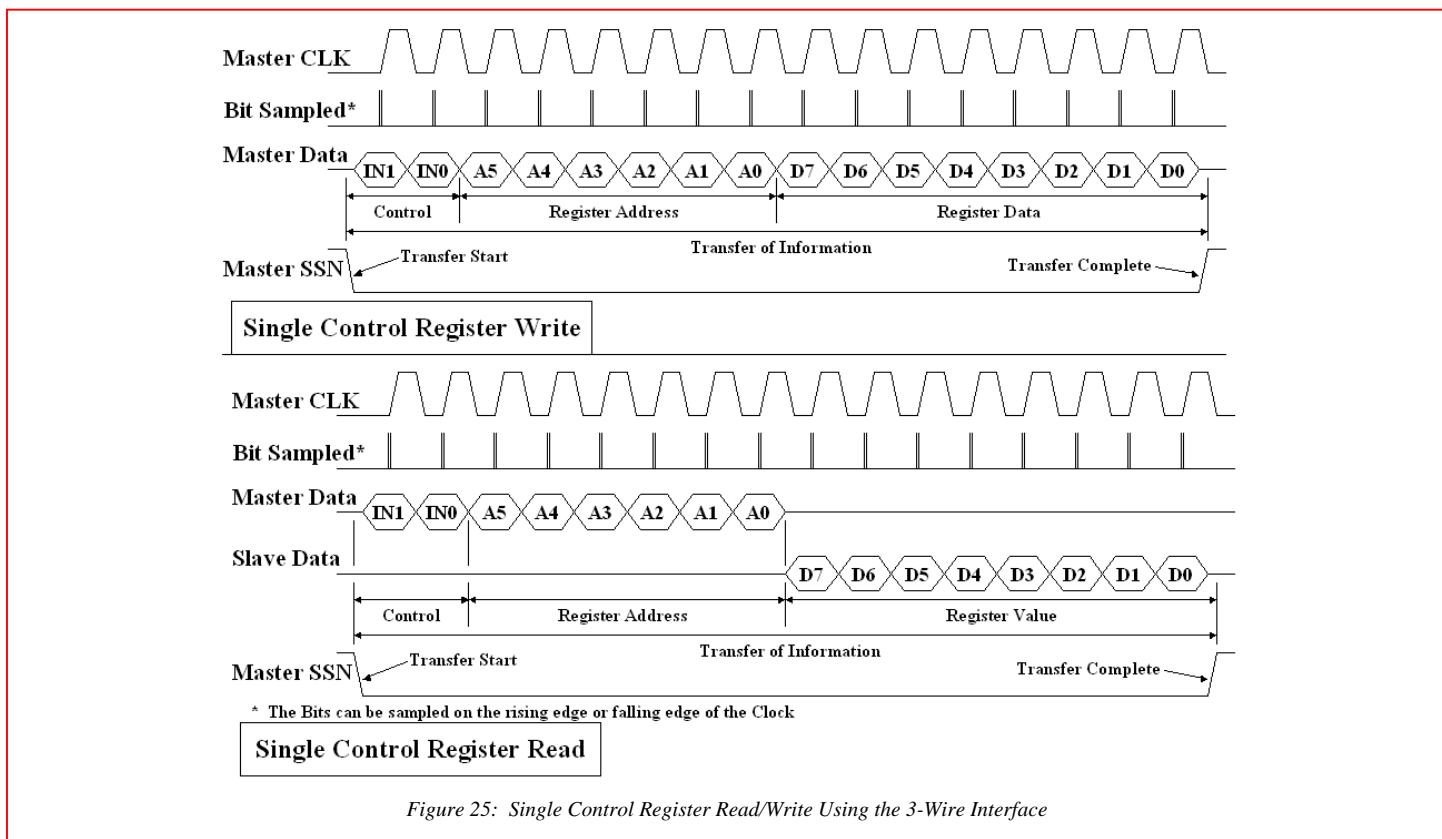 Master CLK
Bit Sampled*
Master Data IN1 IN0 A5 A4 A3 A2 A1 A0 D7 D6 D5 D4 D3 D2 D1 D0
Control Register Address Register Data
Transfer of Information
Master SSN Transfer Start Transfer Complete
Single Control Register Write
Master CLK
Bit Sampled*
Master Data IN1 IN0 A5 A4 A3 A2 A1 A0
Slave Data D7 D6 D5 D4 D3 D2 D1 D0
Control Register Address Register Value
Transfer of Information
Master SSN Transfer Start Transfer Complete
* The Bits can be sampled on the rising edge or falling edge of the Clock
Single Control Register Read
Figure 25: Single Control Register Read/Write Using the 3-Wire Interface